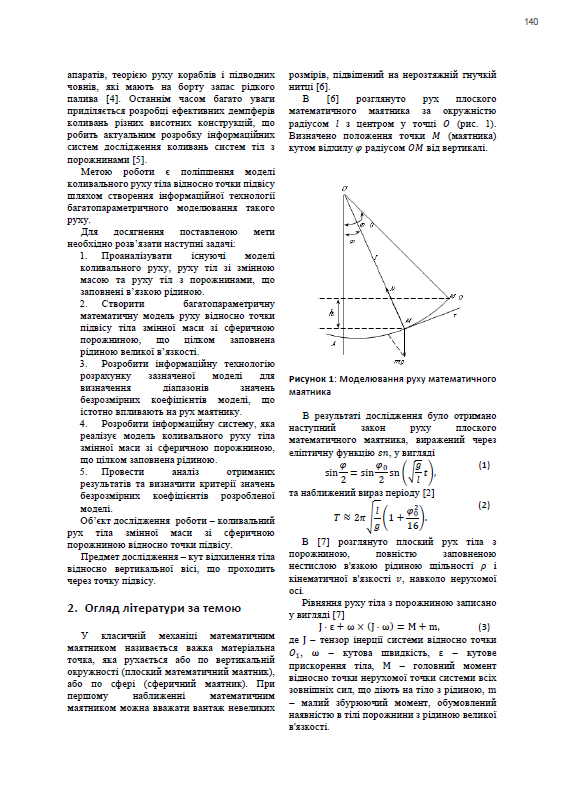 140
апаратів, теорією руху кораблів і підводних
човнів, які мають на борту запас рідкого
палива [4]. Останнім часом багато уваги
приділяється розробці ефективних демпферів
коливань різних висотних конструкцій, що
робить актуальним розробку інформаційних
систем дослідження коливань систем тіл з
порожнинами [5].
Метою роботи є поліпшення моделі
коливального руху тіла відносно точки підвісу
шляхом створення інформаційної технології
багатопараметричного моделювання такого
руху.
Для досягнення поставленою мети
необхідно розв’язати наступні задачі:
1. Проаналізувати існуючі моделі
коливального руху, руху тіл зі змінною
масою та руху тіл з порожнинами, що
заповнені в’язкою рідиною.
2. Створити багатопараметричну
математичну модель руху відносно точки
підвісу тіла змінної маси зі сферичною
порожниною, що цілком заповнена
рідиною великої в’язкості.
3. Розробити інформаційну технологію
розрахунку зазначеної моделі для
визначення діапазонів значень
безрозмірних коефіцієнтів моделі, що
істотно впливають на рух маятнику.
4. Розробити інформаційну систему, яка
реалізує модель коливального руху тіла
змінної маси зі сферичною порожниною,
що цілком заповнена рідиною.
5. Провести аналіз отриманих
результатів та визначити критерії значень
безрозмірних коефіцієнтів розробленої
моделі.
Об’єкт дослідження роботи – коливальний
рух тіла змінної маси зі сферичною
порожниною відносно точки підвісу.
Предмет дослідження – кут відхилення тіла
відносно вертикальної вісі, що проходить
через точку підвісу.
2. Огляд літератури за темою
У класичній механіці математичним
маятником називається важка матеріальна
точка, яка рухається або по вертикальній
окружності (плоский математичний маятник),
або по сфері (сферичний маятник). При
першому наближенні математичним
маятником можна вважати вантаж невеликих
розмірів, підвішений на нерозтяжній гнучкій
нитці [6].
В [6] розглянуто рух плоского
математичного маятника за окружністю
радіусом l з центром у точці O (рис. 1).
Визначено положення точки M (маятника)
кутом відхилу φ радіусом OM від вертикалі.
O
φ
l
h
M
τ
A
mg
Рисунок 1: Моделювання руху математичного
маятника
В результаті дослідження було отримано
наступний закон руху плоского
математичного маятника, виражений через
еліптичну функцію sn, у вигляді
sin φ/2 = sin φ₀/2 sn (√(g/l) t), (1)
та наближений вираз періоду [2]
T ≈ 2π √(l/g) (1 + φ₀²/16). (2)
В [7] розглянуто плоский рух тіла з
порожниною, повністю заповненою
нестислою в'язкою рідиною щільності ρ і
кінематичної в'язкості υ, навколо нерухомої
осі.
Рівняння руху тіла з порожниною записано
у вигляді [7]
J · ε + ω × (J · ω) = M + m, (3)
де J – тензор інерції системи відносно точки
O₁, ω – кутова швидкість, ε – кутове
прискорення тіла, M – головний момент
відносно точки нерухомої точки системи всіх
зовнішніх сил, що діють на тіло з рідиною, m
– малий збурюючий момент, обумовлений
наявністю в тілі порожнини з рідиною великої
в'язкості.